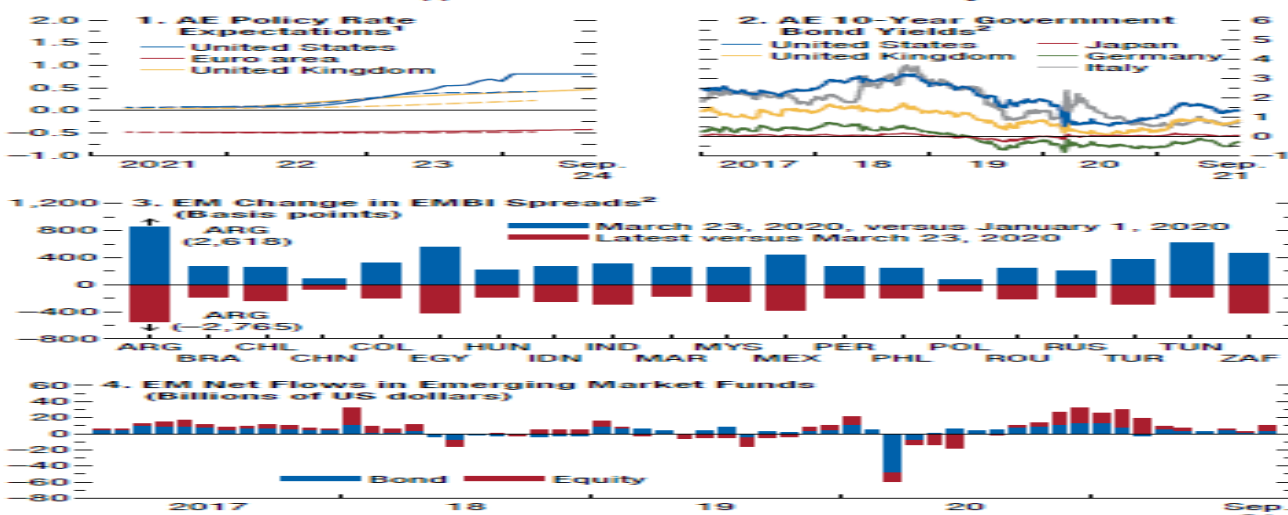 2.0
1. AE Policy Rate
Expectations¹
1.5
United States
1.0
Euro area
United Kingdom
0.5
0.0
−0.5
−1.0
2021 22 23 Sep.
24
2. AE 10-Year Government
Bond Yields²
United States
United Kingdom
Japan
Germany
Italy
6
5
4
3
2
1
0
−1
2017 18 19 20 Sep.
21
1,200
3. EM Change in EMBI Spreads²
(Basis points)
800
ARG
(2,618)
March 23, 2020, versus January 1, 2020
Latest versus March 23, 2020
400
0
−400
ARG
(−2,765)
−800
ARG CHL COL HUN IND MYS PER POL RUS TUN
BRA CHN EGY IDN MAR MEX PHL ROU TUR ZAF
60
4. EM Net Flows in Emerging Market Funds
(Billions of US dollars)
40
20
0
−20
−40
−60
−80
Bond
Equity
2017 18 19 20 Sep.